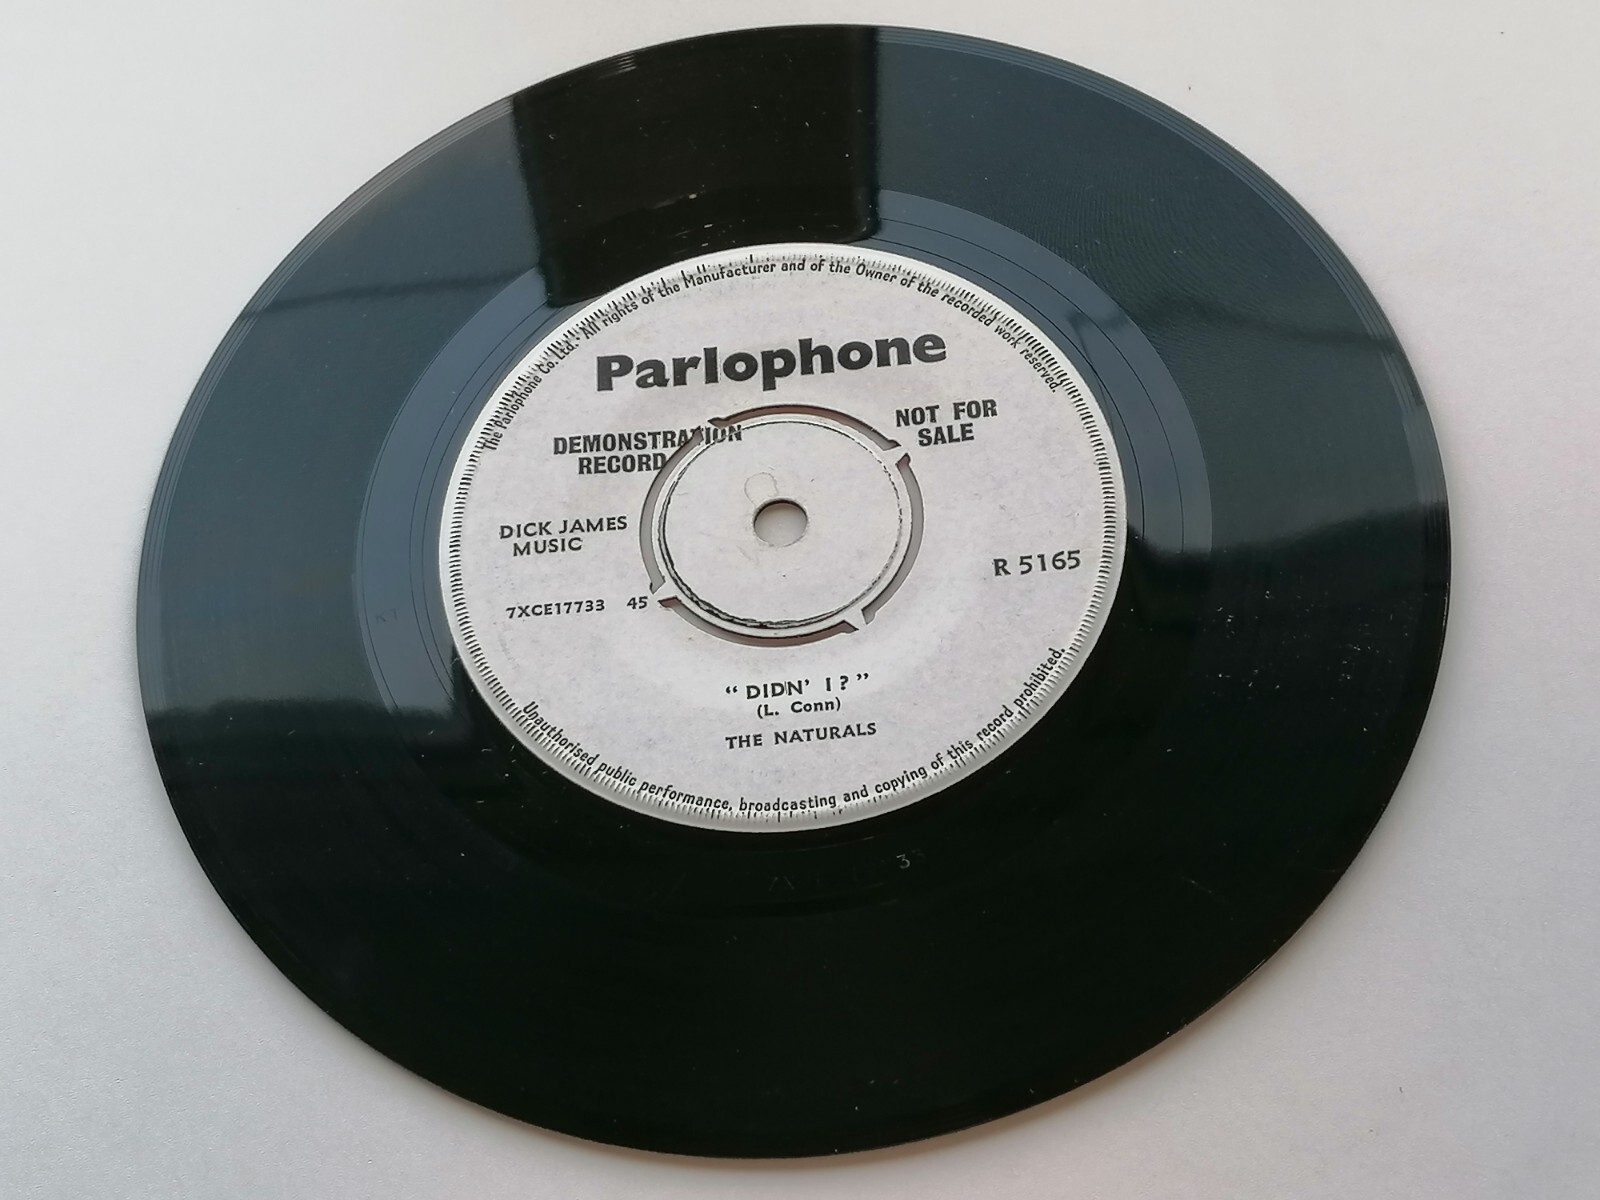 The Parlophone Co. Ltd. · All rights of the Manufacturer and of the Owner of the recorded work reserved.
Parlophone
DEMONSTRATION
RECORD
NOT FOR
SALE
DICK JAMES
MUSIC
R 5165
7XCE17733 45
“ DIDN' I ? ”
(L. Conn)
THE NATURALS
Unauthorised public performance, broadcasting and copying of this record prohibited.
3